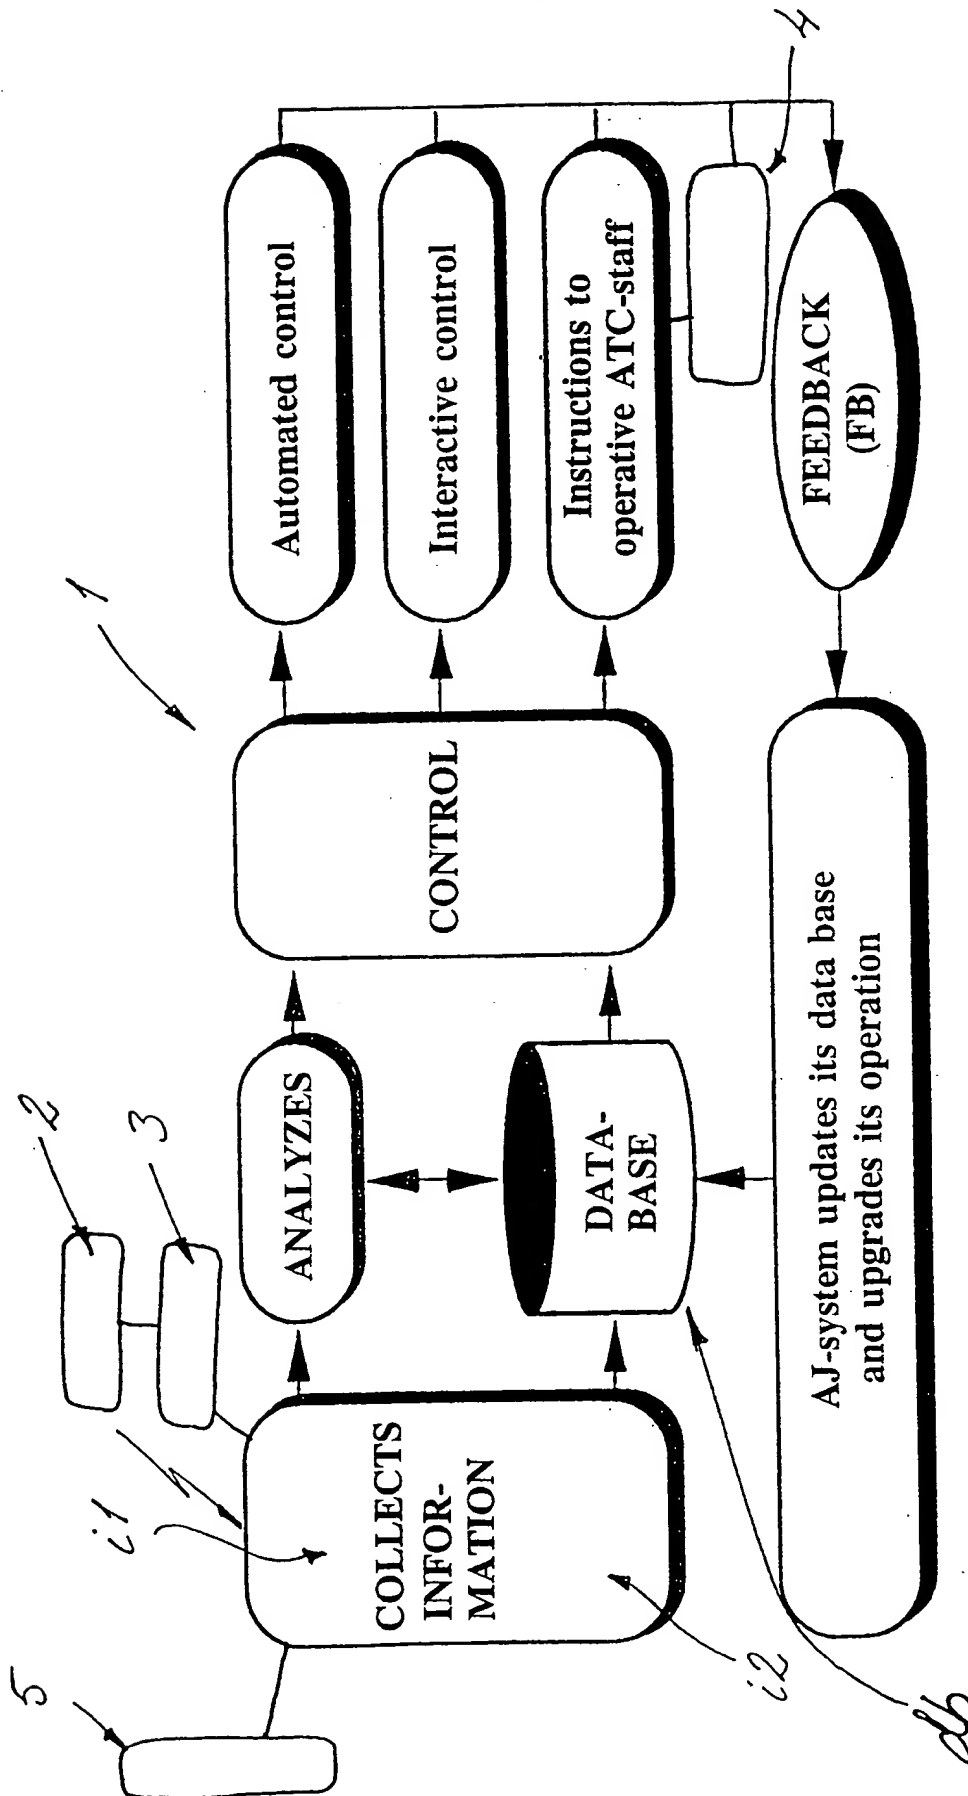 1
2
3
5
i1
i2
db
4
COLLECTS
INFOR-
MATION
ANALYZES
DATA-
BASE
CONTROL
Automated control
Interactive control
Instructions to
operative ATC-staff
FEEDBACK
(FB)
AJ-system updates its data base
and upgrades its operation